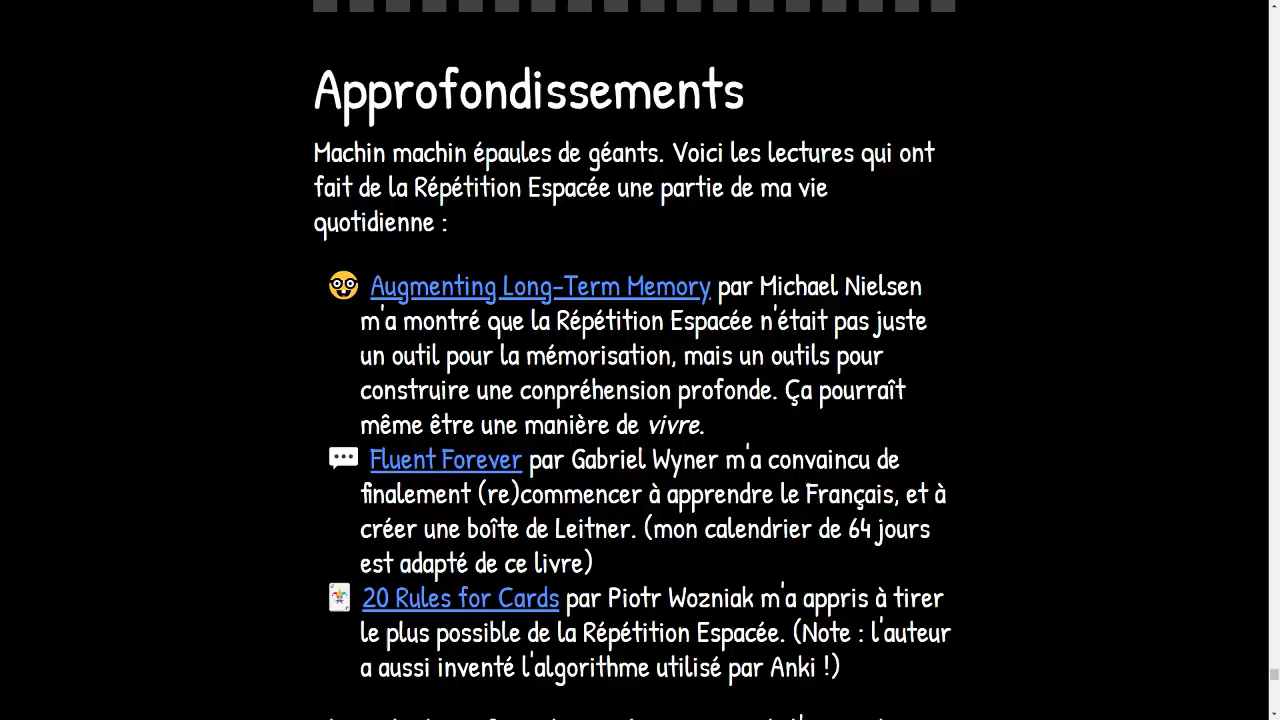 Approfondissements
Machin machin épaules de géants. Voici les lectures qui ont
fait de la Répétition Espacée une partie de ma vie
quotidienne :
Augmenting Long-Term Memory par Michael Nielsen
m'a montré que la Répétition Espacée n'était pas juste
un outil pour la mémorisation, mais un outils pour
construire une conpréhension profonde. Ça pourraît
même être une manière de vivre.
Fluent Forever par Gabriel Wyner m'a convaincu de
finalement (re)commencer à apprendre le Français, et à
créer une boîte de Leitner. (mon calendrier de 64 jours
est adapté de ce livre)
20 Rules for Cards par Piotr Wozniak m'a appris à tirer
le plus possible de la Répétition Espacée. (Note : l'auteur
a aussi inventé l'algorithme utilisé par Anki !)